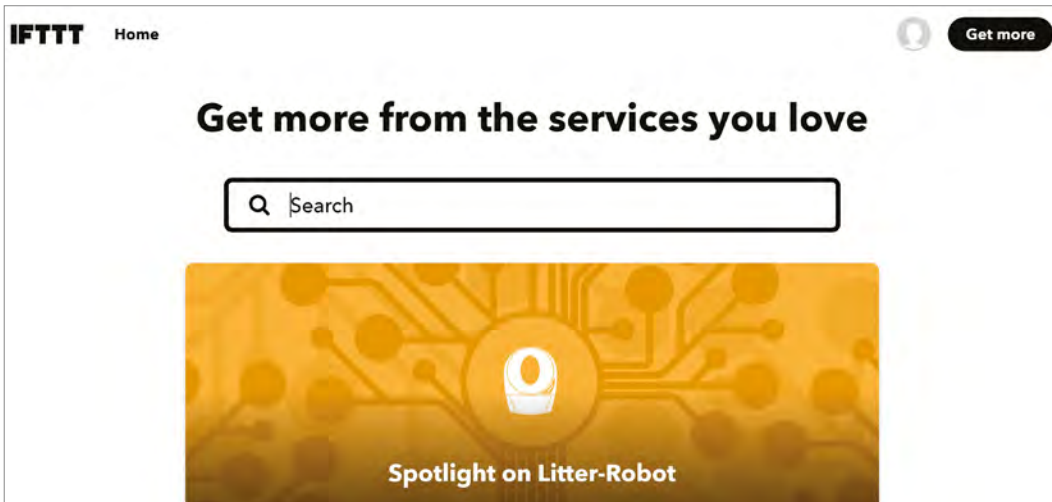 IFTTT Home Get more
Get more from the services you love
Search
Spotlight on Litter-Robot